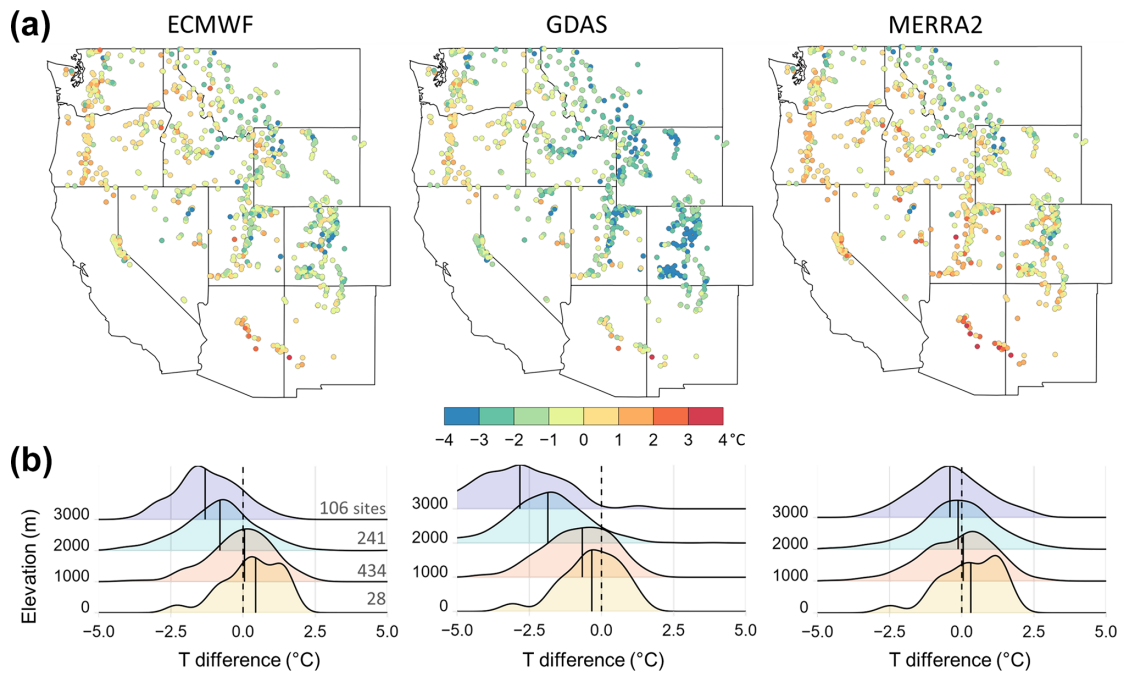 (a)
ECMWF GDAS MERRA2
−4 −3 −2 −1 0 1 2 3 4°C
(b)
Elevation (m)
3000 106 sites 3000 3000
2000 241 2000 2000
1000 434 1000 1000
0 28 0 0
−5.0 −2.5 0.0 2.5 5.0 −5.0 −2.5 0.0 2.5 5.0 −5.0 −2.5 0.0 2.5 5.0
T difference (°C) T difference (°C) T difference (°C)